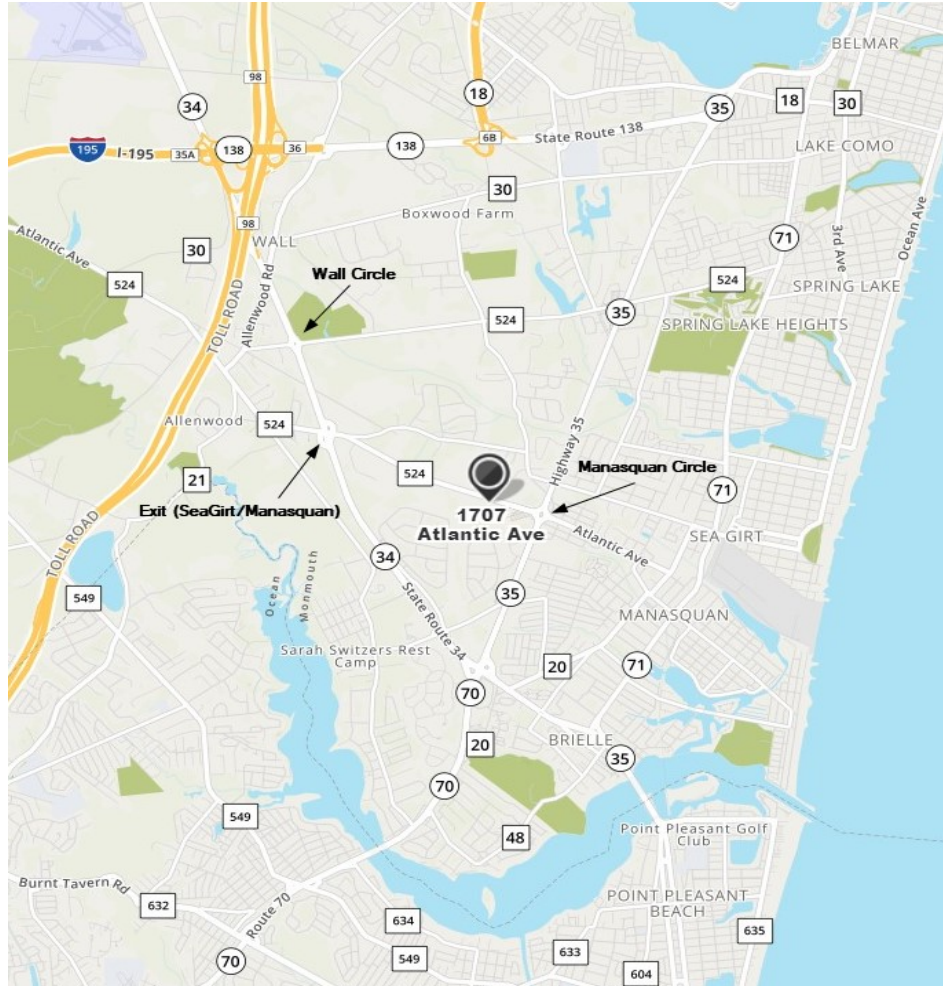 BELMAR
98
34
18
35
18
30
6B
State Route 138
195
I-195
35A
138
36
138
LAKE COMO
30
Boxwood Farm
Ocean Ave
98
Atlantic Ave
30
WALL
71
3rd Ave
Wall Circle
524
524
SPRING LAKE
TOLL ROAD
Allenwood Rd
524
35
SPRING LAKE HEIGHTS
Allenwood
524
Highway 35
524
Manasquan Circle
21
71
Exit (SeaGirt/Manasquan)
1707
Atlantic Ave
SEA GIRT
Atlantic Ave
TOLL ROAD
34
Ocean
Monmouth
549
35
State Route 34
MANASQUAN
Sarah Switzers Rest
Camp
20
71
70
20
BRIELLE
35
70
549
48
Point Pleasant Golf
Club
Burnt Tavern Rd
POINT PLEASANT
BEACH
632
Route 70
634
635
70
549
633
604